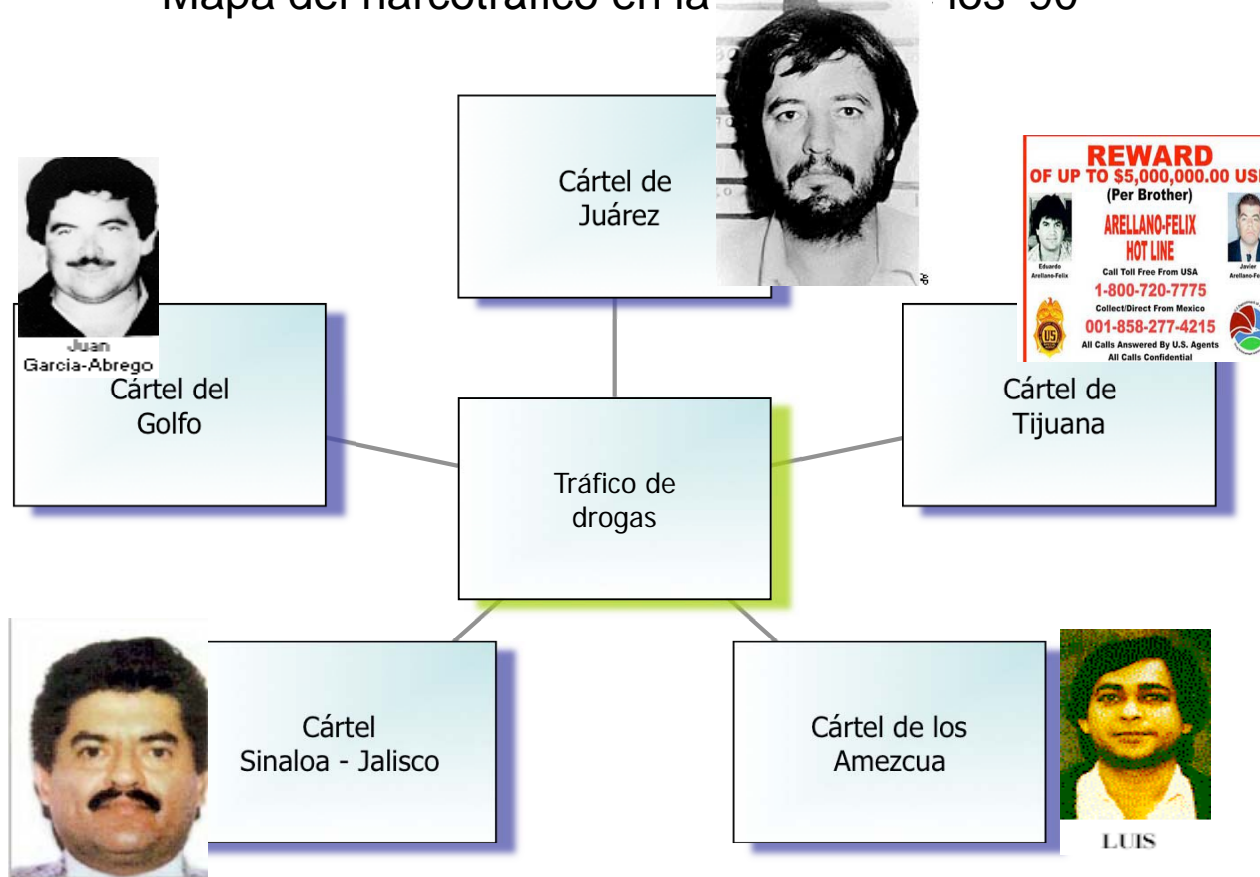 Mapa del narcotráfico en la
los '90
Cártel de
Juárez
Juan
Garcia-Abrego
Cártel del
Golfo
REWARD
OF UP TO $5,000,000.00
(Per Brother)
ARELLANO-FELIX
HOT LINE
Eduardo
Arellano-Felix
Javier
Call Toll Free From USA
1-800-720-7775
Collect/Direct From Mexico
001-858-277-4215
All Calls Answered By U.S. Agents
All Calls Confidential
US
Cártel de
Tijuana
Tráfico de
drogas
Cártel
Sinaloa - Jalisco
Cártel de los
Amezcua
LUIS